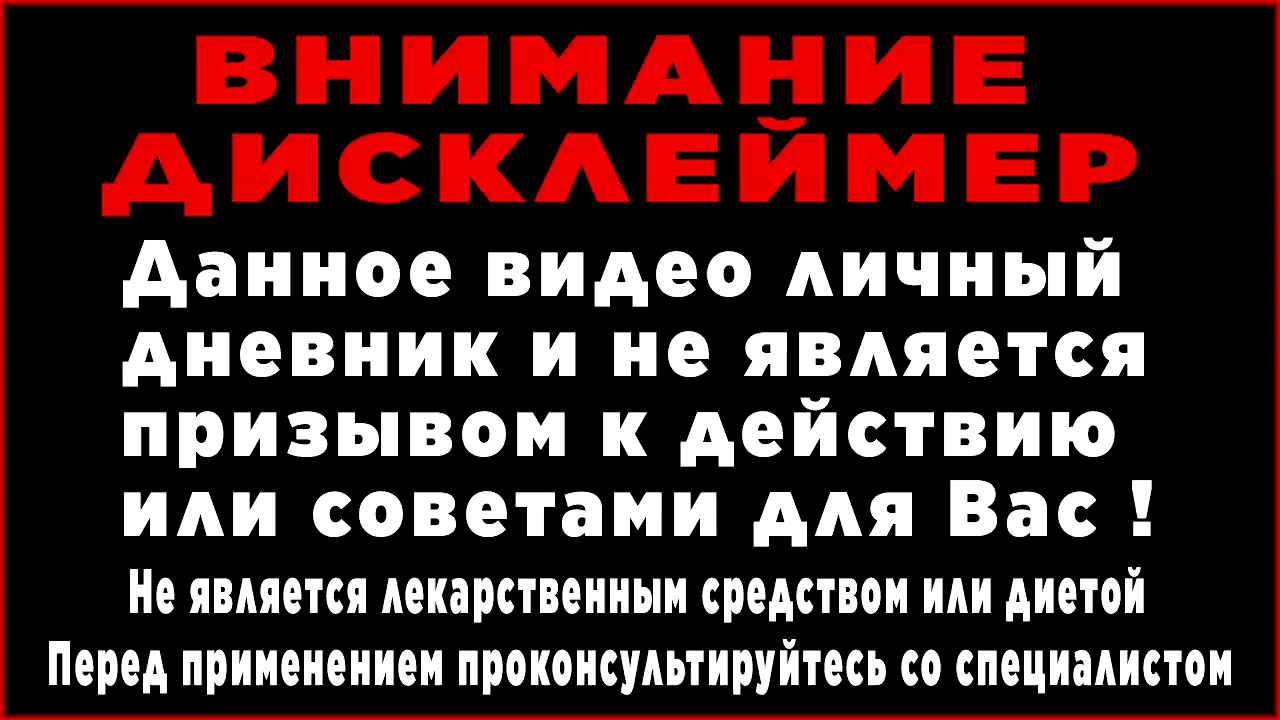 ВНИМАНИЕ
ДИСКЛЕЙМЕР
Данное видео личный
дневник и не является
призывом к действию
или советами для Вас !
Не является лекарственным средством или диетой
Перед применением проконсультируйтесь со специалистом